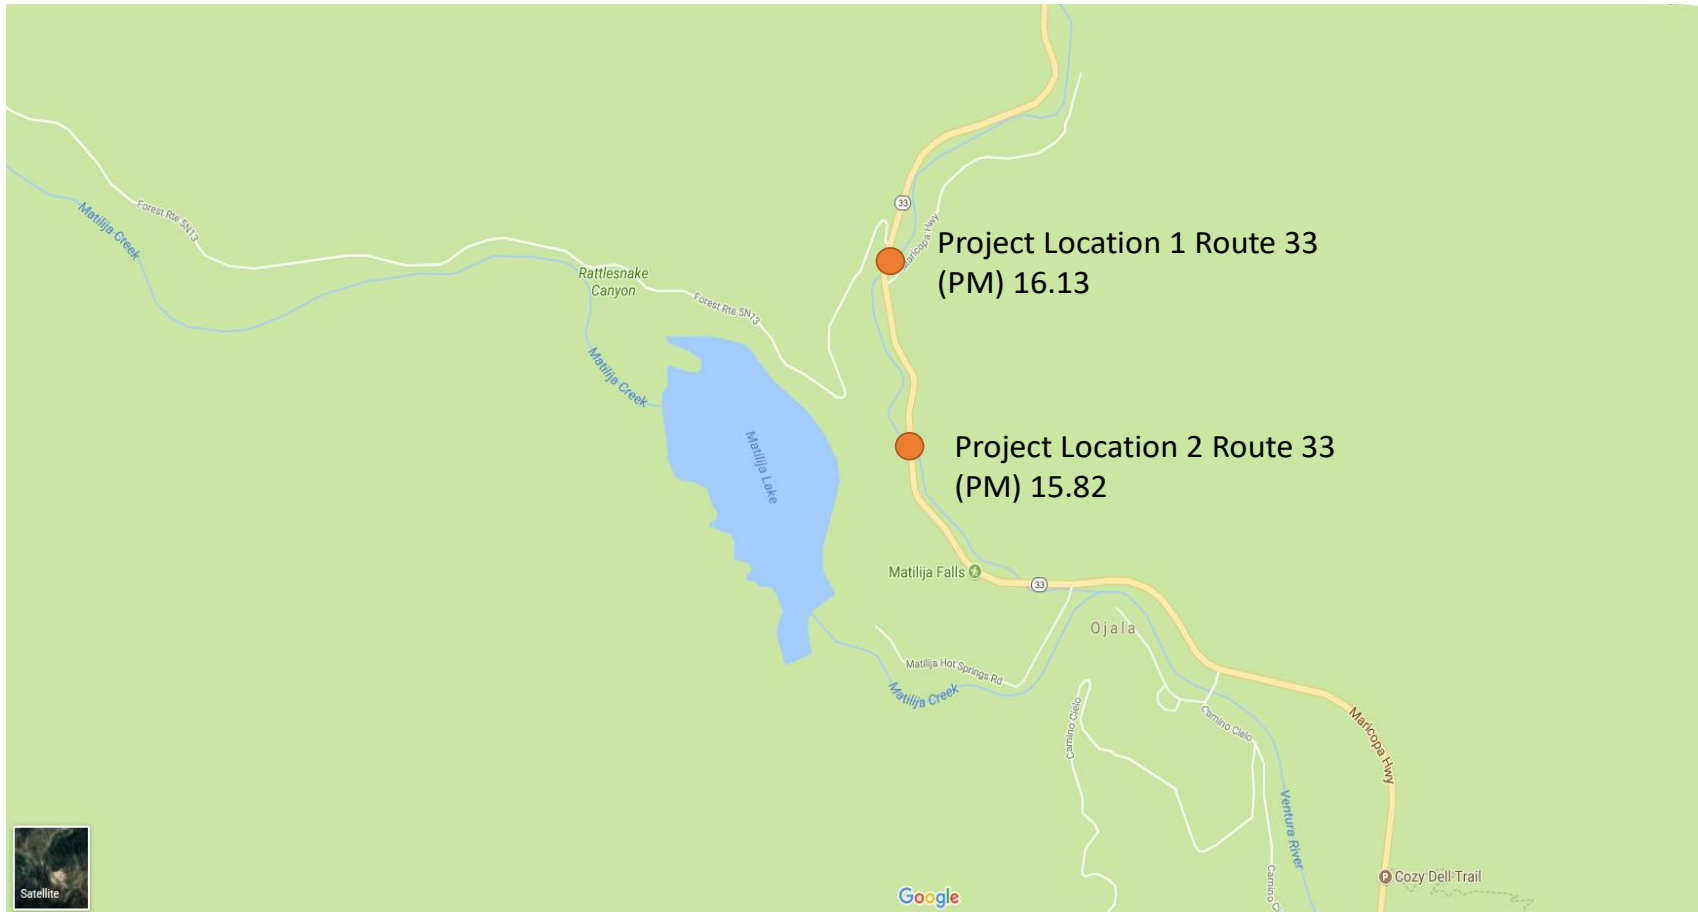 33
Project Location 1 Route 33
(PM) 16.13
Maricopa Hwy
Forest Rte 5N13
Matilija Creek
Rattlesnake
Canyon
Forest Rte 5N13
Matilija Creek
Matilija Lake
Project Location 2 Route 33
(PM) 15.82
Matilija Falls
33
Ojala
Matilija Hot Springs Rd
Matilija Creek
Camino Cielo
Camino Cielo
Maricopa Hwy
Ventura River
Camino Ci
P Cozy Dell Trail
Satellite
Google